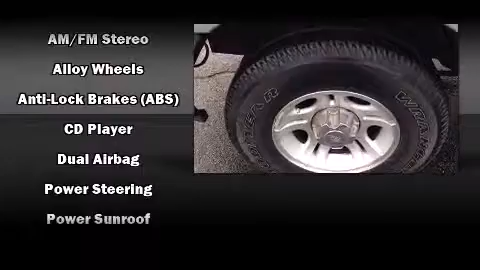 AM/FM Stereo
Alloy Wheels
Anti-Lock Brakes (ABS)
CD Player
Dual Airbag
Power Steering
Power Sunroof